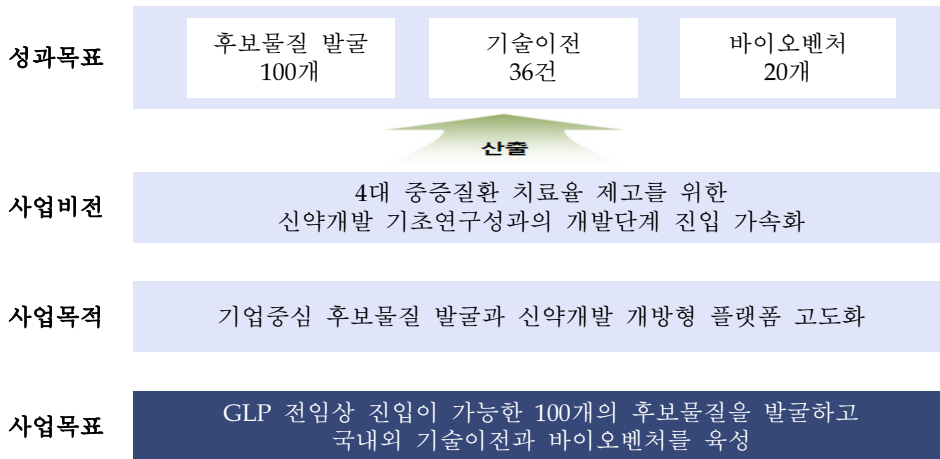 성과목표
후보물질 발굴
100개
기술이전
36건
바이오벤처
20개
산출
사업비전
4대 중증질환 치료율 제고를 위한
신약개발 기초연구성과의 개발단계 진입 가속화
사업목적
기업중심 후보물질 발굴과 신약개발 개방형 플랫폼 고도화
사업목표
GLP 전임상 진입이 가능한 100개의 후보물질을 발굴하고
국내외 기술이전과 바이오벤처를 육성